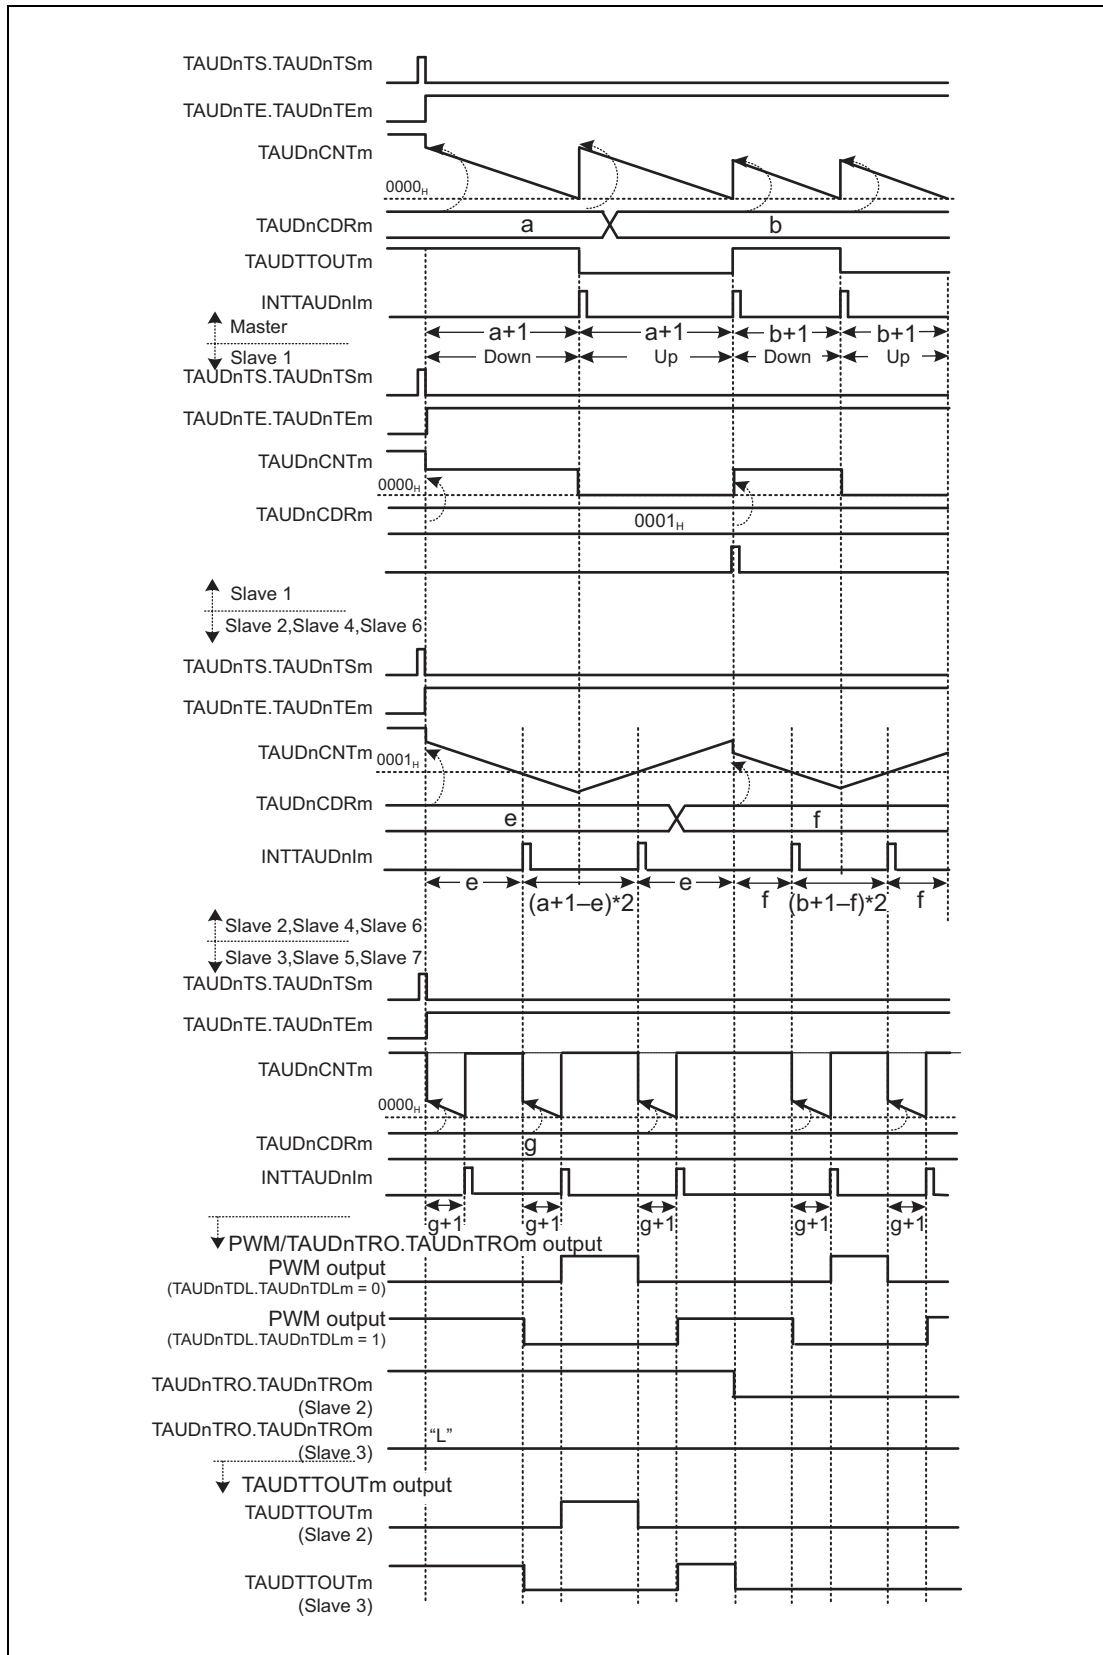 TAUDnTS.TAUDnTSm
TAUDnTE.TAUDnTEm
TAUDnCNTm
0000H
TAUDnCDRm
a
b
TAUDTTOUTm
INTTAUDnIm
a+1
a+1
b+1
b+1
Master
Down
Up
Down
Up
Slave 1
TAUDnTS.TAUDnTSm
TAUDnTE.TAUDnTEm
TAUDnCNTm
0000H
TAUDnCDRm
0001H
Slave 1
Slave 2,Slave 4,Slave 6
TAUDnTS.TAUDnTSm
TAUDnTE.TAUDnTEm
TAUDnCNTm
0001H
TAUDnCDRm
e
f
INTTAUDnIm
e
(a+1–e)*2
e
f
(b+1–f)*2
f
Slave 2,Slave 4,Slave 6
Slave 3,Slave 5,Slave 7
TAUDnTS.TAUDnTSm
TAUDnTE.TAUDnTEm
TAUDnCNTm
0000H
TAUDnCDRm
g
INTTAUDnIm
g+1
g+1
g+1
g+1
g+1
PWM/TAUDnTRO.TAUDnTROm output
PWM output
(TAUDnTDL.TAUDnTDLm = 0)
PWM output
(TAUDnTDL.TAUDnTDLm = 1)
TAUDnTRO.TAUDnTROm
(Slave 2)
TAUDnTRO.TAUDnTROm
“L”
(Slave 3)
TAUDTTOUTm output
TAUDTTOUTm
(Slave 2)
TAUDTTOUTm
(Slave 3)